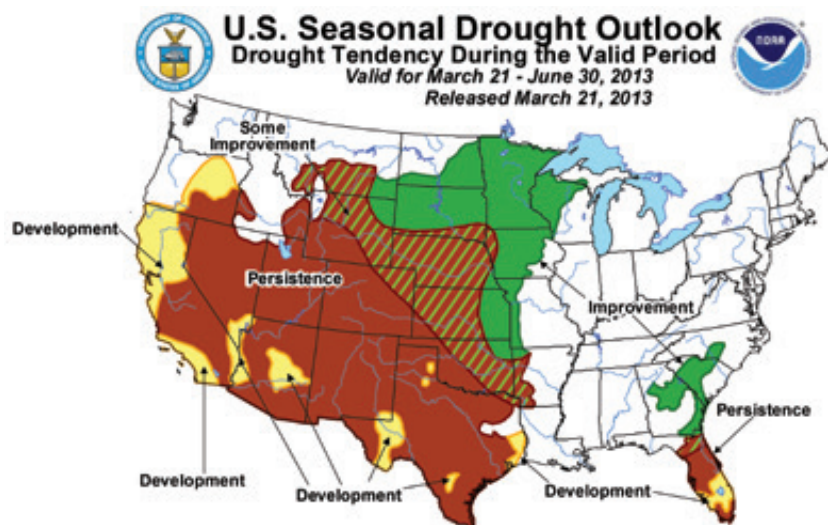 U.S. Seasonal Drought Outlook
Drought Tendency During the Valid Period
Valid for March 21 - June 30, 2013
Released March 21, 2013
NOAA
Some
Improvement
Development
Persistence
Improvement
Persistence
Development
Development
Development